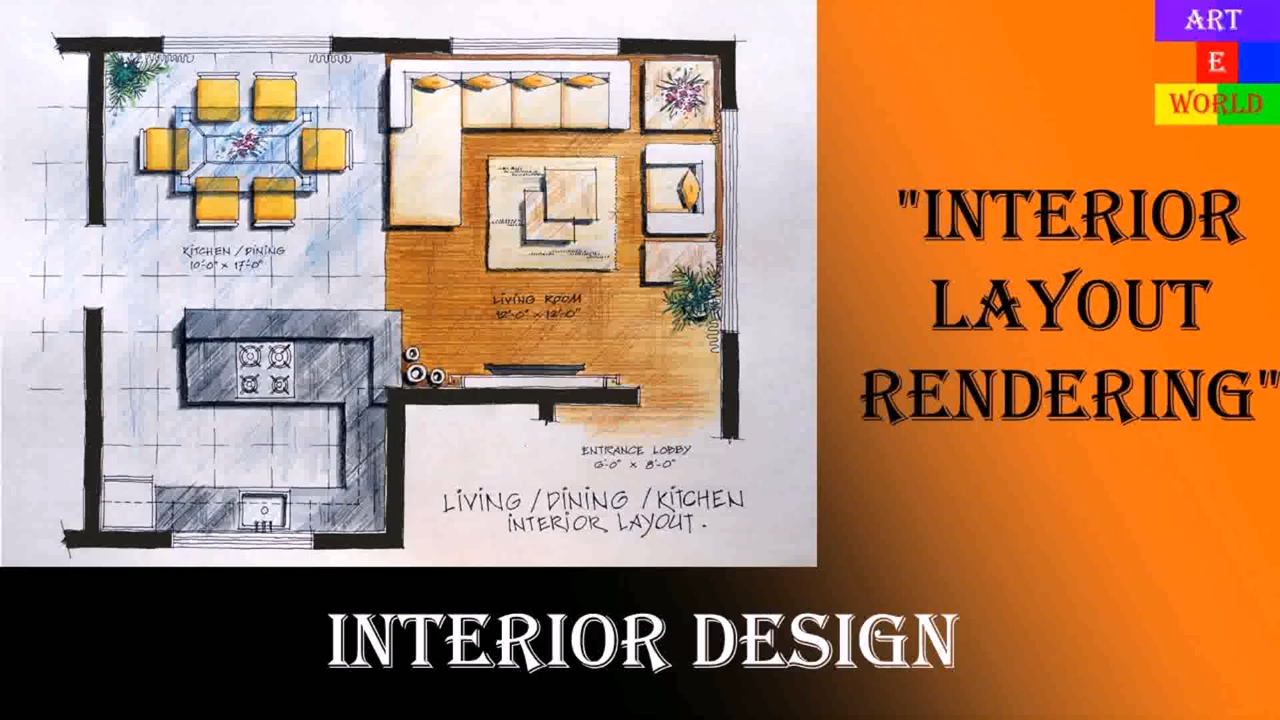 ART
E
WORLD
"INTERIOR
LAYOUT
RENDERING"
KITCHEN / DINING
10'-0" x 17'-0"
LIVING ROOM
12'-0" x 12'-0"
ENTRANCE LOBBY
6'-0" x 8'-0"
LIVING / DINING / KITCHEN
INTERIOR LAYOUT.
INTERIOR DESIGN